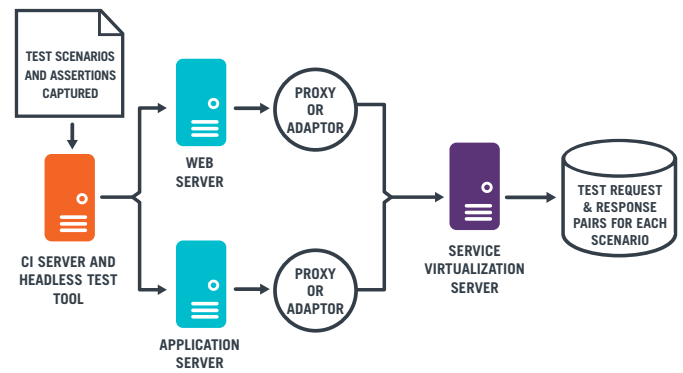 TEST SCENARIOS
AND ASSERTIONS
CAPTURED
CI SERVER AND
HEADLESS TEST
TOOL
WEB
SERVER
PROXY
OR
ADAPTOR
APPLICATION
SERVER
PROXY
OR
ADAPTOR
SERVICE
VIRTUALIZATION
SERVER
TEST REQUEST
& RESPONSE
PAIRS FOR EACH
SCENARIO